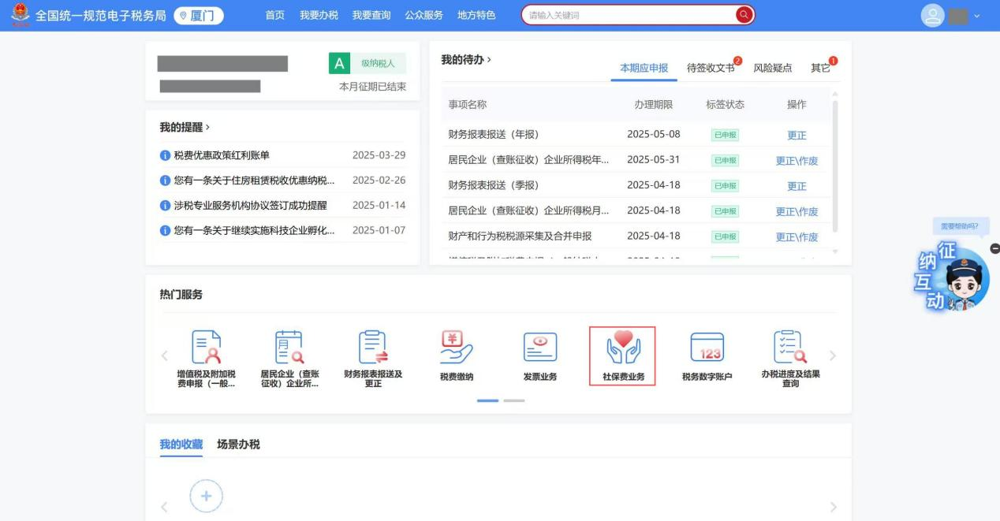 全国统一规范电子税务局
厦门
首页 我要办税 我要查询 公众服务 地方特色
请输入关键词
A 级纳税人
本月征期已结束
我的提醒 ›
税费优惠政策红利账单 2025-03-29
您有一条关于住房租赁税收优惠纳税... 2025-02-26
涉税专业服务机构协议签订成功提醒 2025-01-14
您有一条关于继续实施科技企业孵化... 2025-01-07
我的待办 ›
本期应申报 待签收文书 2 风险疑点 其它 1
事项名称 办理期限 标签状态 操作
财务报表报送（年报） 2025-05-08 已申报 更正
居民企业（查账征收）企业所得税年... 2025-05-31 已申报 更正\作废
财务报表报送（季报） 2025-04-18 已申报 更正
居民企业（查账征收）企业所得税月... 2025-04-18 已申报 更正\作废
财产和行为税税源采集及合并申报 2025-04-18 已申报 更正\作废
需要帮助吗?
征
纳
互
动
热门服务
增值税及附加税
费申报（一般...
居民企业（查账
征收）企业所...
财务报表报送及
更正
税费缴纳
发票业务
社保费业务
123
税务数字账户
办税进度及结果
查询
我的收藏 场景办税